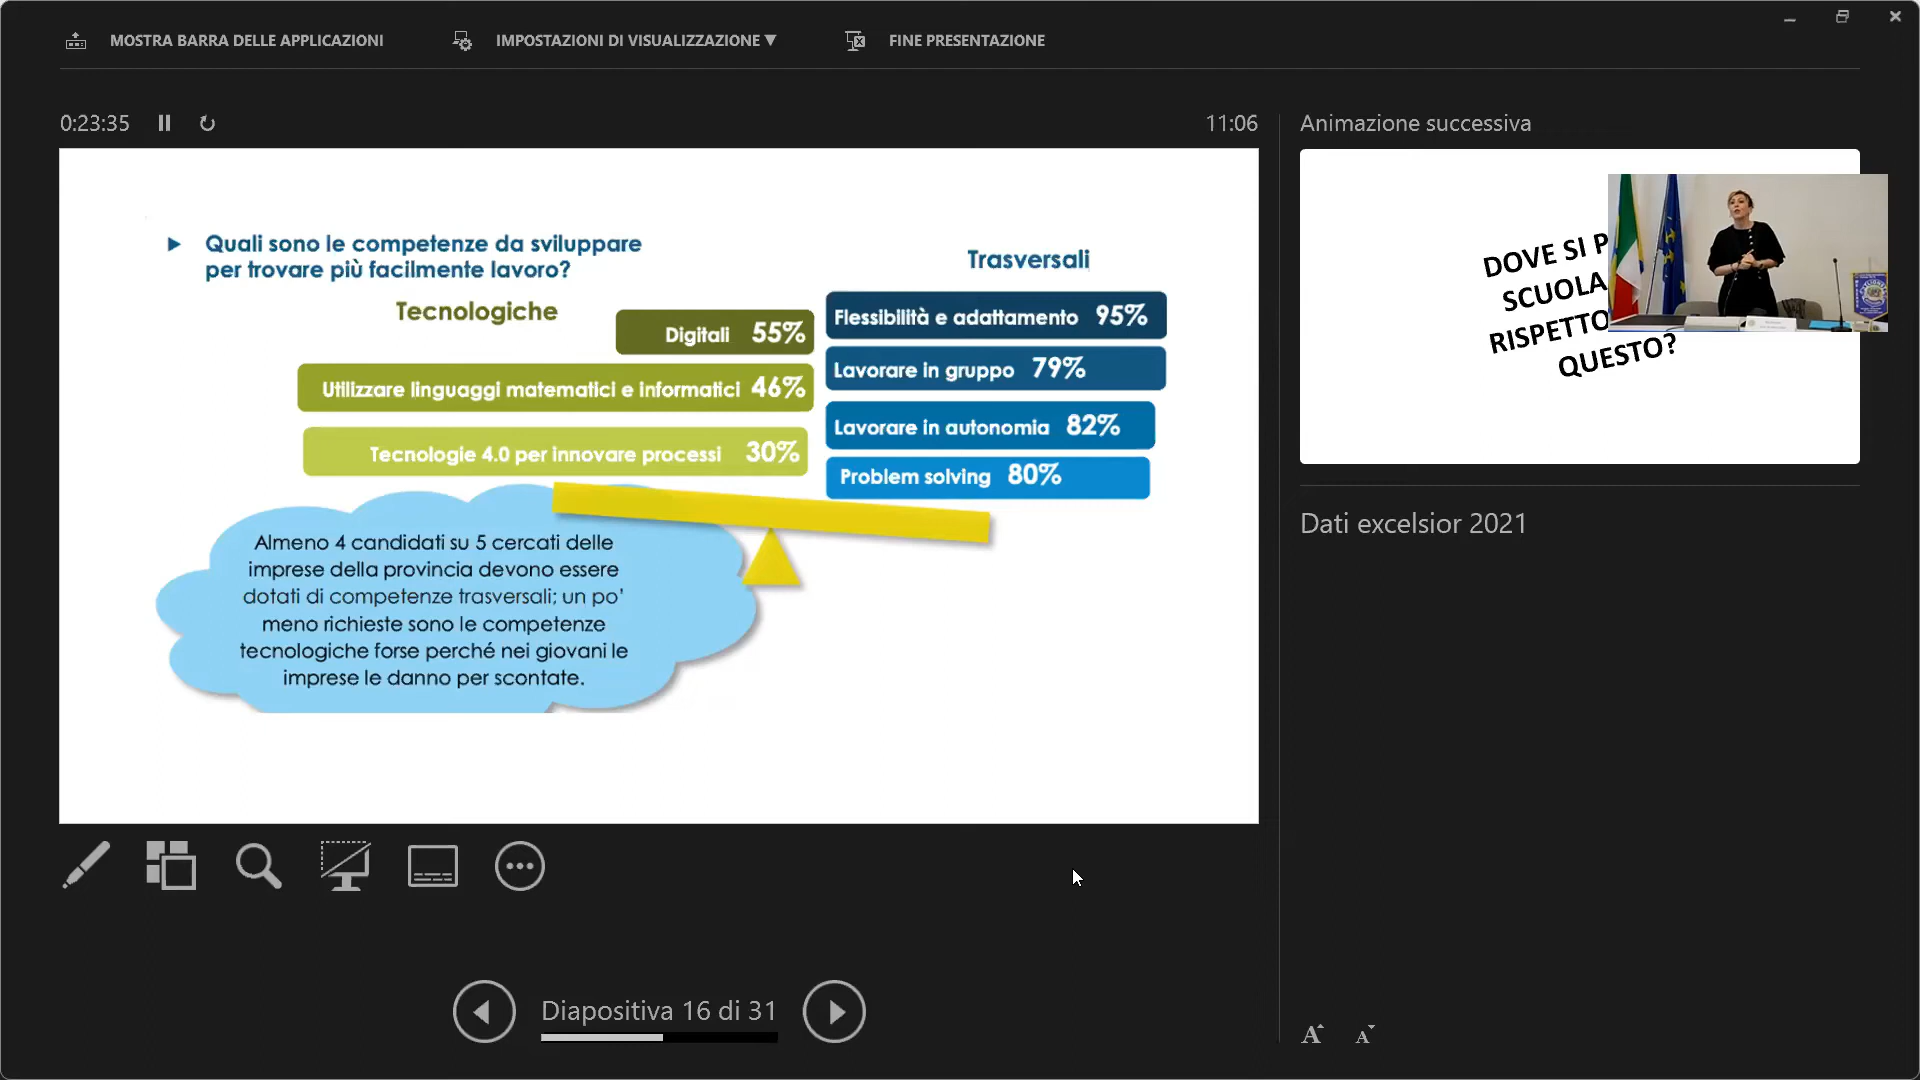 MOSTRA BARRA DELLE APPLICAZIONI
IMPOSTAZIONI DI VISUALIZZAZIONE ▼
FINE PRESENTAZIONE
0:23:35
11:06
Animazione successiva
Quali sono le competenze da sviluppare
per trovare più facilmente lavoro?
Tecnologiche
Digitali 55%
Utilizzare linguaggi matematici e informatici 46%
Tecnologie 4.0 per innovare processi 30%
Trasversali
Flessibilità e adattamento 95%
Lavorare in gruppo 79%
Lavorare in autonomia 82%
Problem solving 80%
Almeno 4 candidati su 5 cercati delle
imprese della provincia devono essere
dotati di competenze trasversali; un po'
meno richieste sono le competenze
tecnologiche forse perché nei giovani le
imprese le danno per scontate.
DOVE SI P
SCUOLA
RISPETTO
QUESTO?
Dati excelsior 2021
Diapositiva 16 di 31
A
A